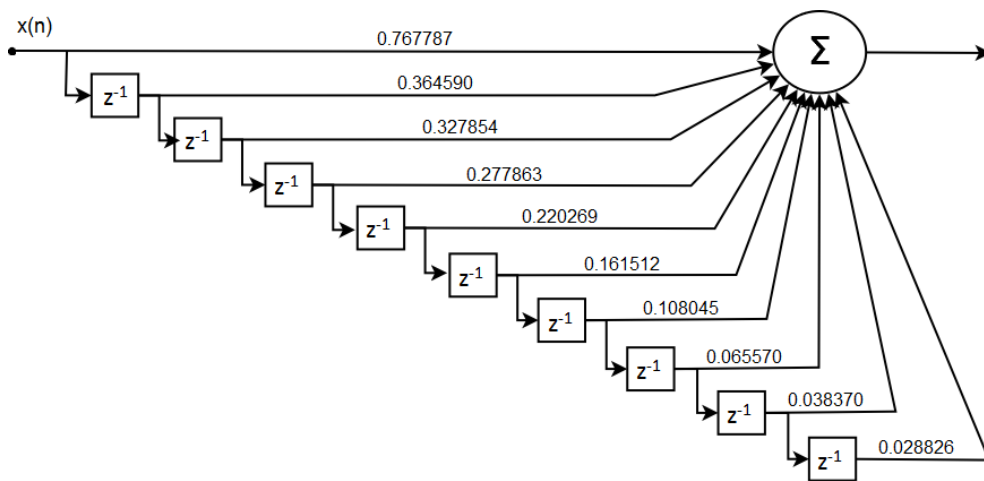 x(n)
0.767787
Σ
z⁻¹
0.364590
z⁻¹
0.327854
z⁻¹
0.277863
z⁻¹
0.220269
z⁻¹
0.161512
z⁻¹
0.108045
z⁻¹
0.065570
z⁻¹
0.038370
z⁻¹
0.028826